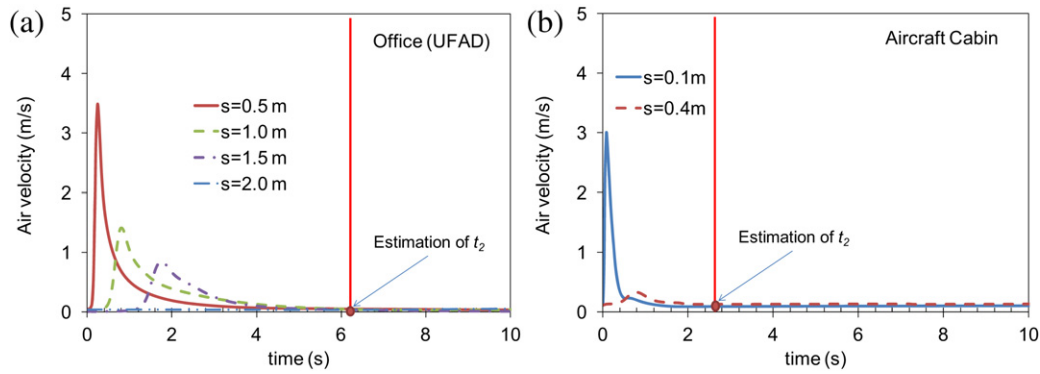 (a)
5
4
3
2
1
0
Air velocity (m/s)
Office (UFAD)
s=0.5 m
s=1.0 m
s=1.5 m
s=2.0 m
Estimation of t2
0 2 4 6 8 10
time (s)
(b)
5
4
3
2
1
0
Air velocity (m/s)
Aircraft Cabin
s=0.1m
s=0.4m
Estimation of t2
0 2 4 6 8 10
time (s)